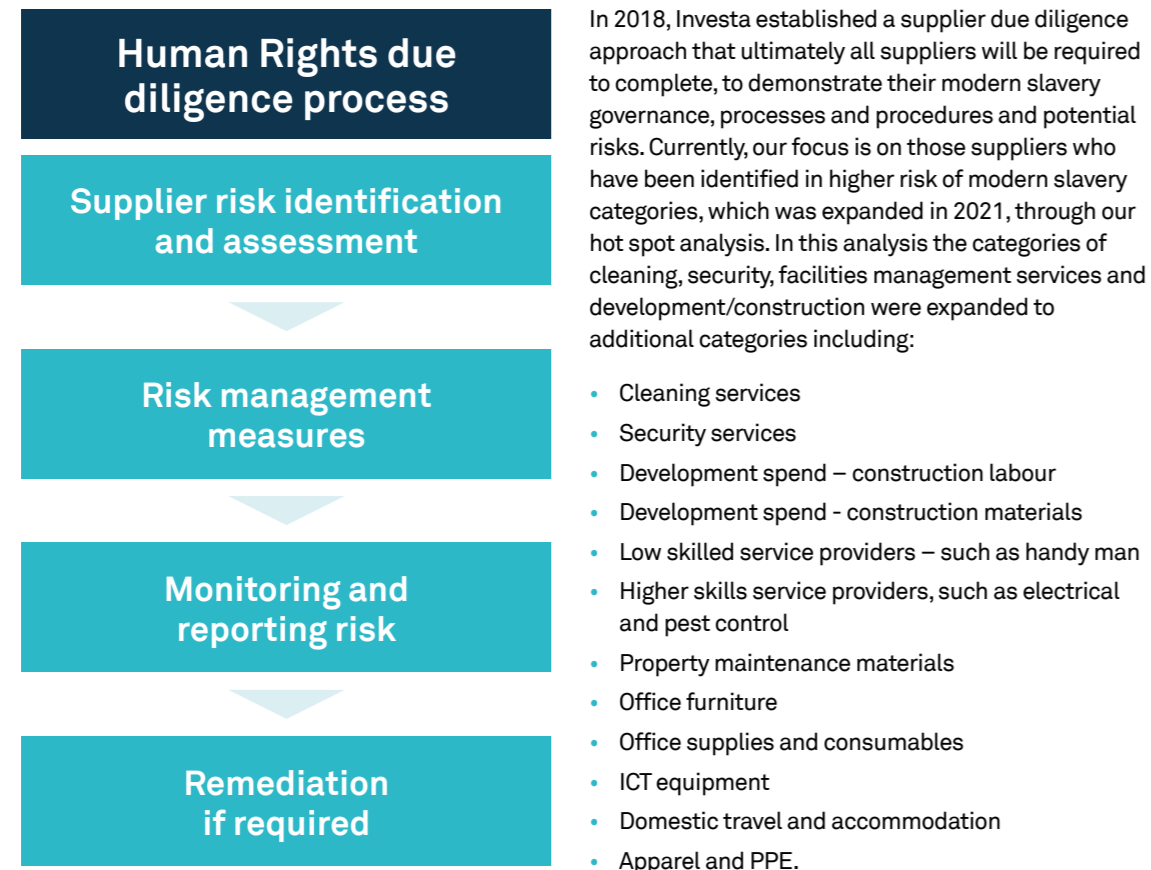 Human Rights due
diligence process
Supplier risk identification
and assessment
Risk management
measures
Monitoring and
reporting risk
Remediation
if required
In 2018, Investa established a supplier due diligence
approach that ultimately all suppliers will be required
to complete, to demonstrate their modern slavery
governance, processes and procedures and potential
risks. Currently, our focus is on those suppliers who
have been identified in higher risk of modern slavery
categories, which was expanded in 2021, through our
hot spot analysis. In this analysis the categories of
cleaning, security, facilities management services and
development/construction were expanded to
additional categories including:
• Cleaning services
• Security services
• Development spend – construction labour
• Development spend - construction materials
• Low skilled service providers – such as handy man
• Higher skills service providers, such as electrical
and pest control
• Property maintenance materials
• Office furniture
• Office supplies and consumables
• ICT equipment
• Domestic travel and accommodation
• Apparel and PPE.